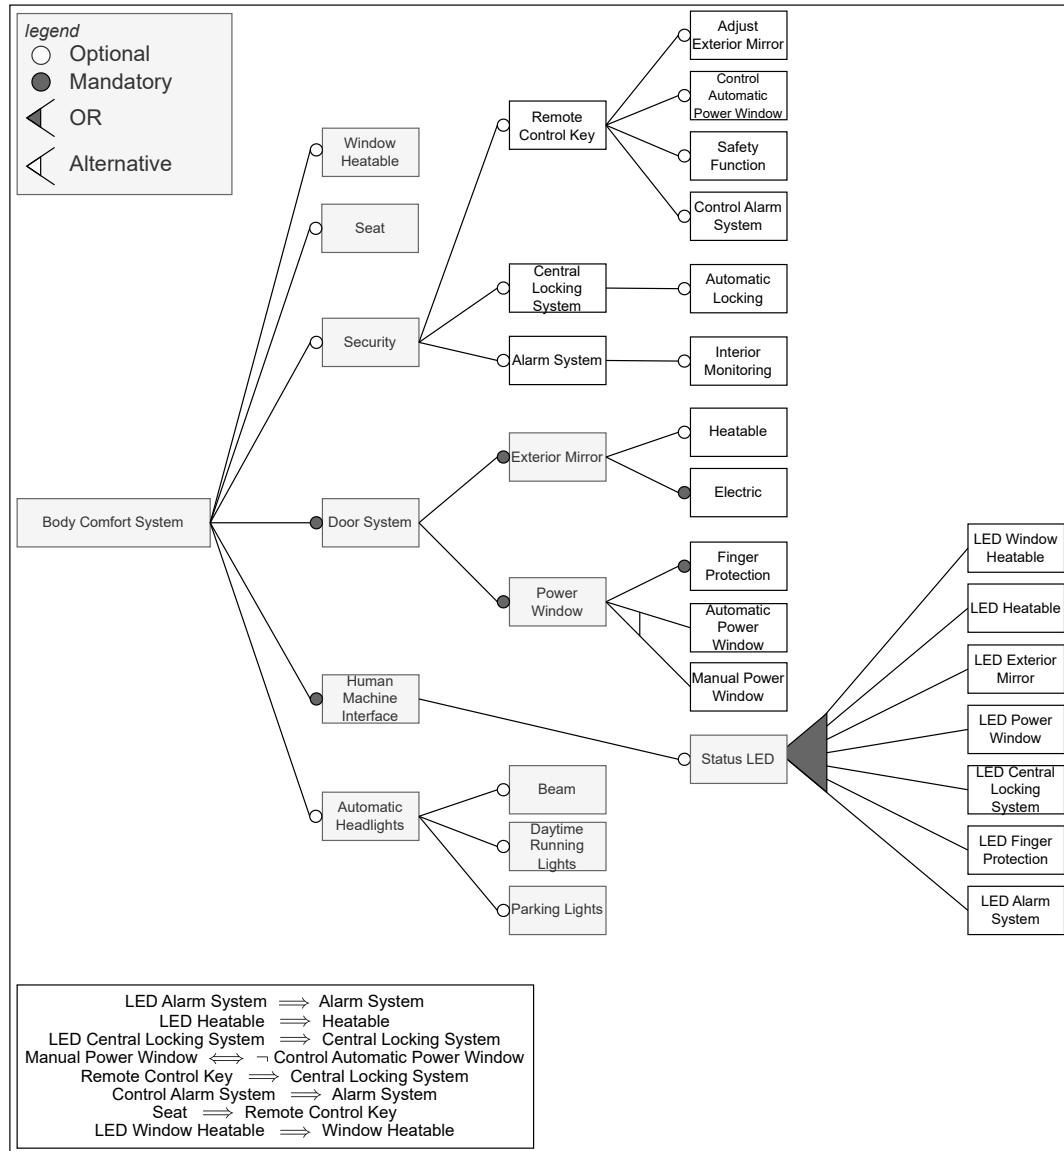 legend
Optional
Mandatory
OR
Alternative
Window
Heatable
Seat
Security
Body Comfort System
Door System
Human
Machine
Interface
Automatic
Headlights
Remote
Control Key
Central
Locking
System
Alarm System
Exterior Mirror
Power
Window
Beam
Daytime
Running
Lights
Parking Lights
Adjust
Exterior Mirror
Control
Automatic
Power Window
Safety
Function
Control Alarm
System
Automatic
Locking
Interior
Monitoring
Heatable
Electric
Finger
Protection
Automatic
Power
Window
Manual Power
Window
Status LED
LED Window
Heatable
LED Heatable
LED Exterior
Mirror
LED Power
Window
LED Central
Locking
System
LED Finger
Protection
LED Alarm
System
LED Alarm System ⟹ Alarm System
LED Heatable ⟹ Heatable
LED Central Locking System ⟹ Central Locking System
Manual Power Window ⟺ ¬ Control Automatic Power Window
Remote Control Key ⟹ Central Locking System
Control Alarm System ⟹ Alarm System
Seat ⟹ Remote Control Key
LED Window Heatable ⟹ Window Heatable